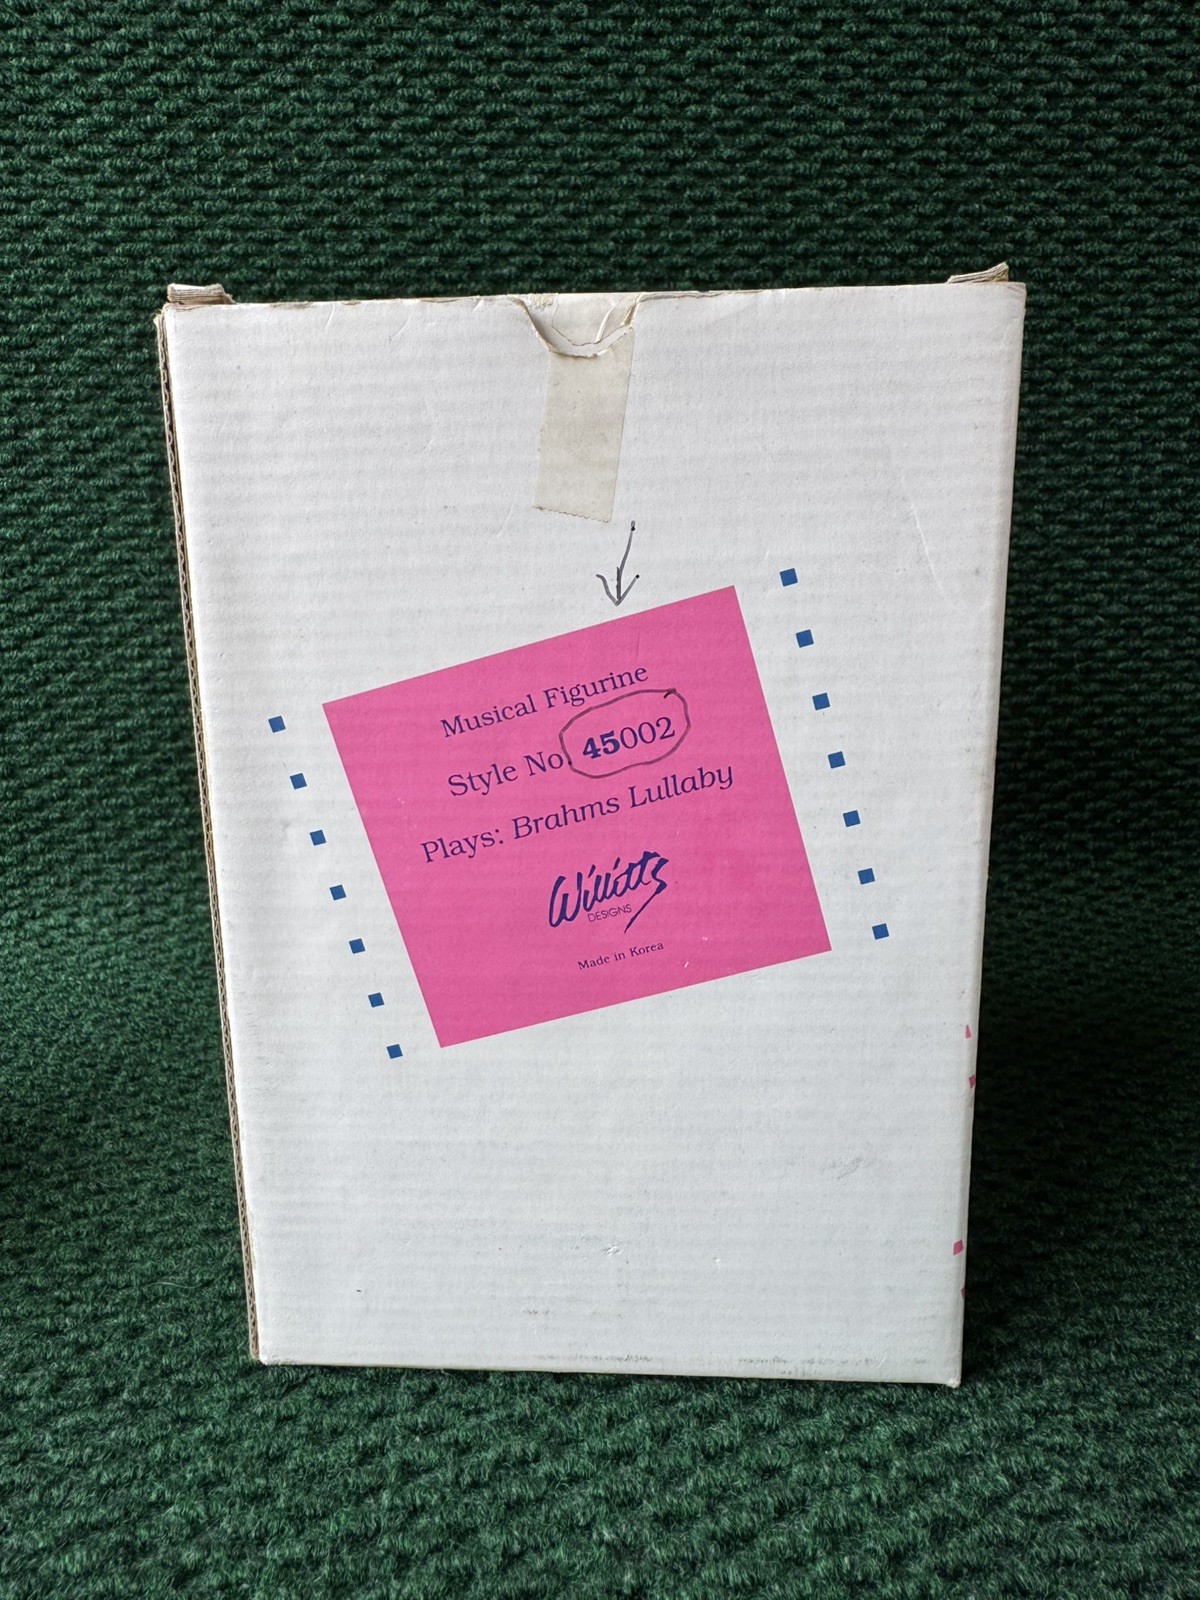 Musical Figurine
Style No. 45002
Plays: Brahms Lullaby
Willitts
DESIGNS
Made in Korea